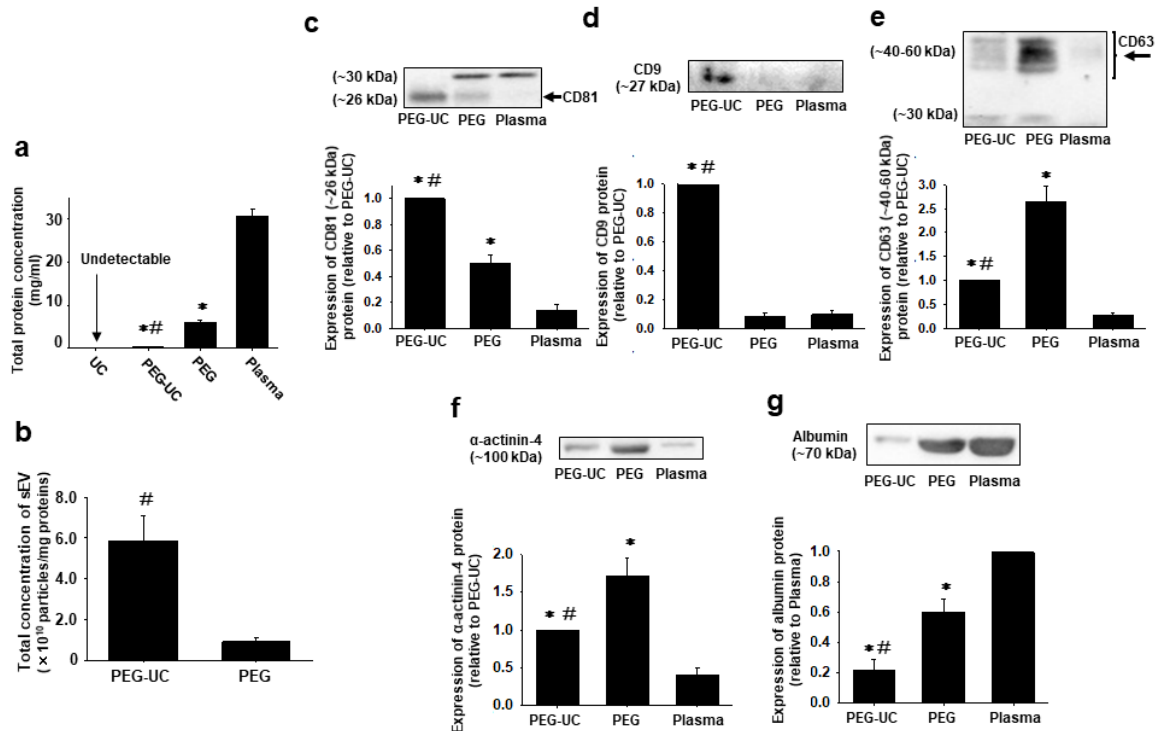 a
Total protein concentration
(mg/ml)
30
20
10
0
Undetectable
UC
PEG-UC
PEG
Plasma
*#
*
b
Total concentration of sEV
(×10¹⁰ particles/mg proteins)
8.0
6.0
4.0
2.0
0
#
PEG-UC
PEG
c
(~30 kDa)
(~26 kDa)
CD81
PEG-UC PEG Plasma
Expression of CD81 (~26 kDa)
protein (relative to PEG-UC)
1.0
0.8
0.6
0.4
0.2
0.0
*#
*
PEG-UC PEG Plasma
d
CD9
(~27 kDa)
PEG-UC PEG Plasma
Expression of CD9 protein
(relative to PEG-UC)
1.0
0.8
0.6
0.4
0.2
0.0
*#
PEG-UC PEG Plasma
e
(~40-60 kDa)
CD63
(~30 kDa)
PEG-UC PEG Plasma
Expression of CD63 (~40-60 kDa)
protein (relative to PEG-UC)
3.0
2.5
2.0
1.5
1.0
0.5
0.0
*#
*
PEG-UC PEG Plasma
f
α-actinin-4
(~100 kDa)
PEG-UC PEG Plasma
Expression of α-actinin-4 protein
(relative to PEG-UC)
2.0
1.5
1.0
0.5
0.0
* #
*
PEG-UC PEG Plasma
g
Albumin
(~70 kDa)
PEG-UC PEG Plasma
Expression of albumin protein
(relative to Plasma)
1.0
0.8
0.6
0.4
0.2
0.0
*#
*
PEG-UC PEG Plasma